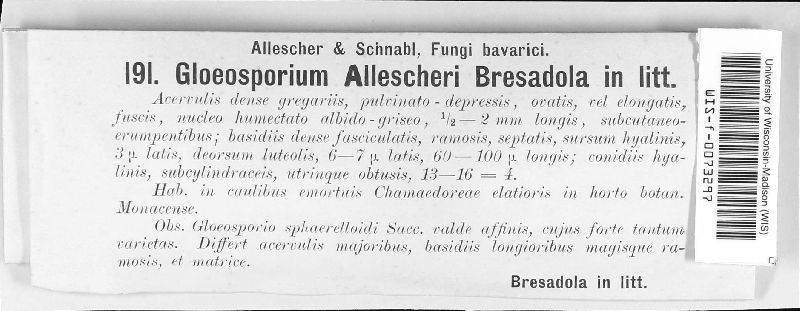 Allescher & Schnabl, Fungi bavarici.
191. Gloeosporium Allescheri Bresadola in litt.
Acervulis dense gregariis, pulvinato-depressis, ovatis, vel elongatis,
fuscis, nucleo humectato albido-griseo, ½—2 mm longis, subcutaneo-
erumpentibus; basidiis dense fasciculatis, ramosis, septatis, sursum hyalinis,
3 µ latis, deorsum luteolis, 6—7 µ latis, 60—100 µ longis; conidiis hya-
linis, subcylindraceis, utrinque obtusis, 13—16 = 4.
Hab. in caulibus emortuis Chamaedoreae elatioris in horto botan.
Monacense.
Obs. Gloeosporio sphaerelloidi Sacc. valde affinis, cujus forte tantum
varietas. Differt acervulis majoribus, basidiis longioribus magisque ra-
mosis, et matrice.
Bresadola in litt.
University of Wisconsin-Madison (WIS)
WIS-f-0073297